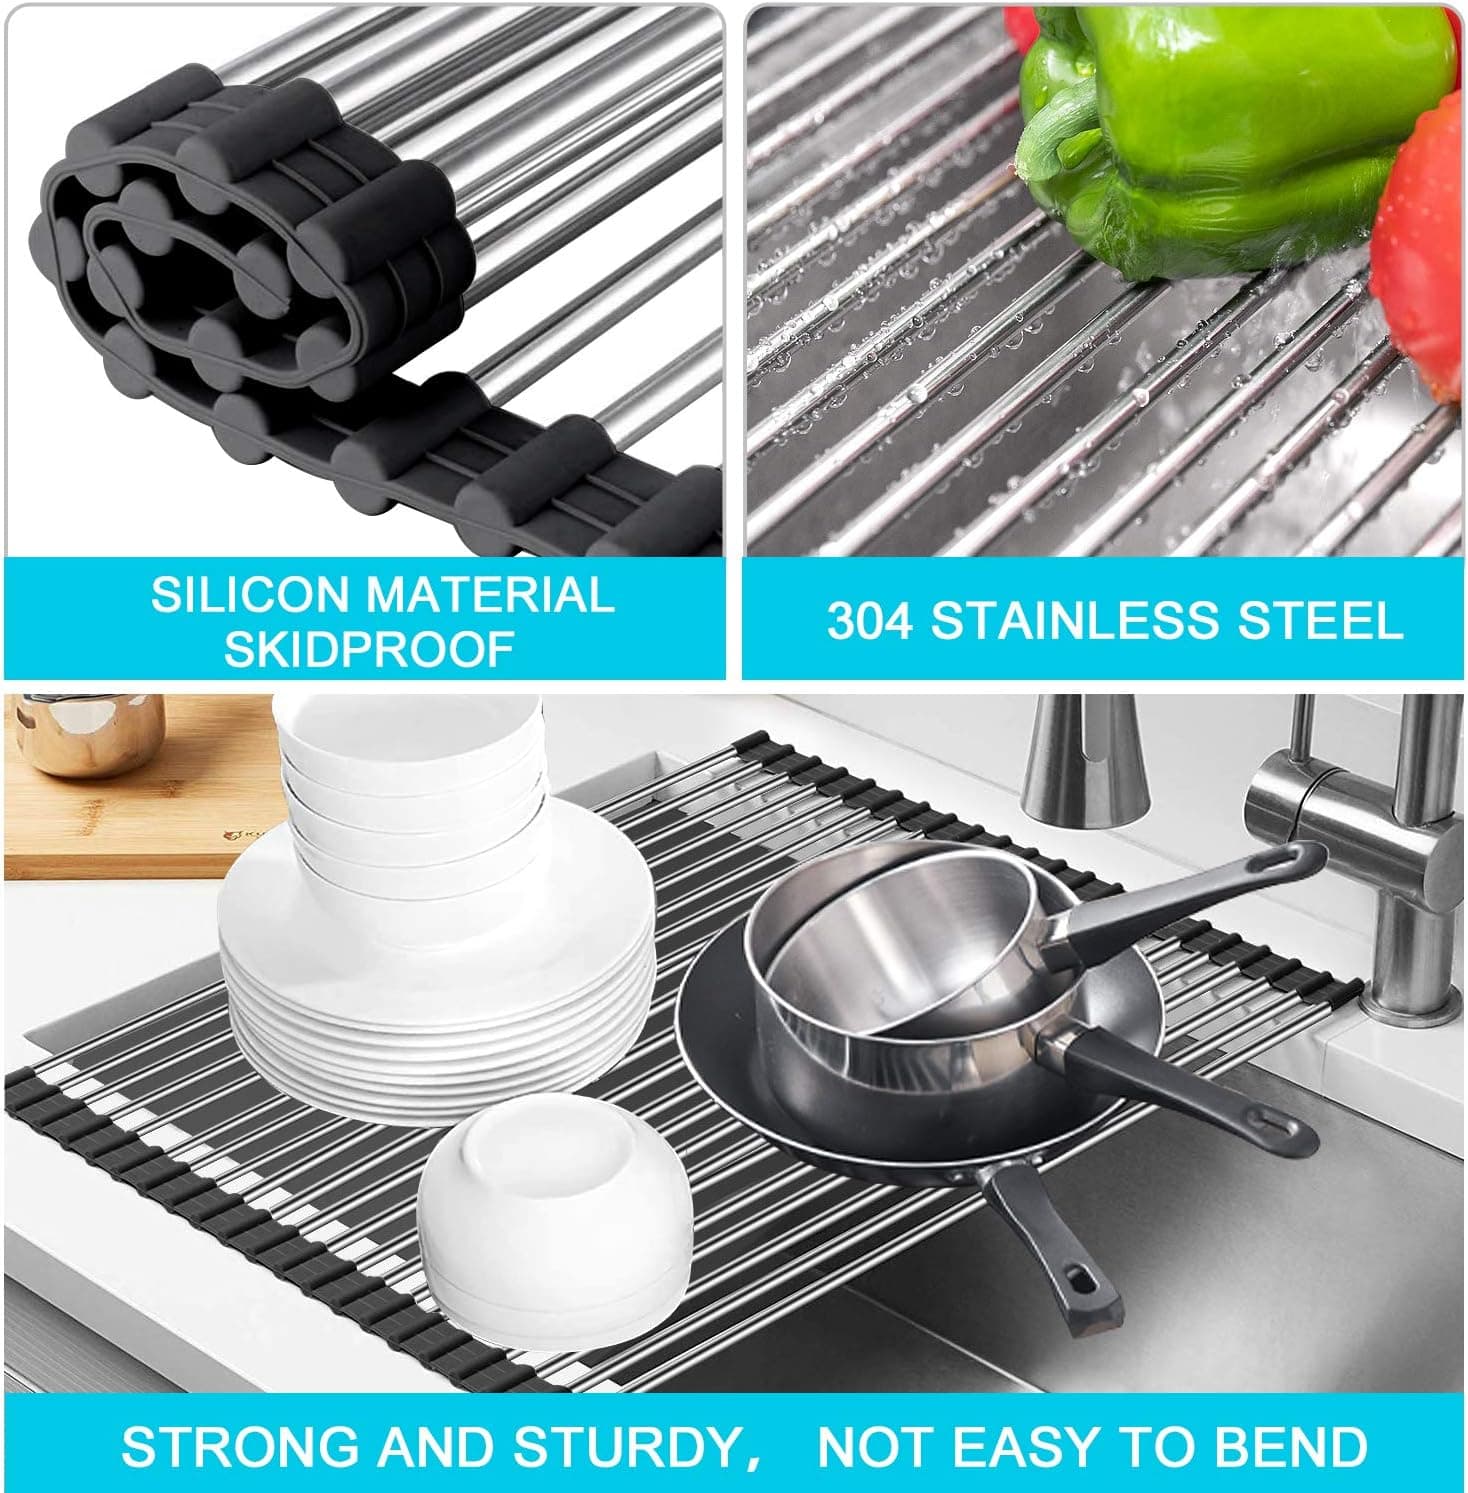 SILICON MATERIAL
SKIDPROOF
304 STAINLESS STEEL
STRONG AND STURDY， NOT EASY TO BEND